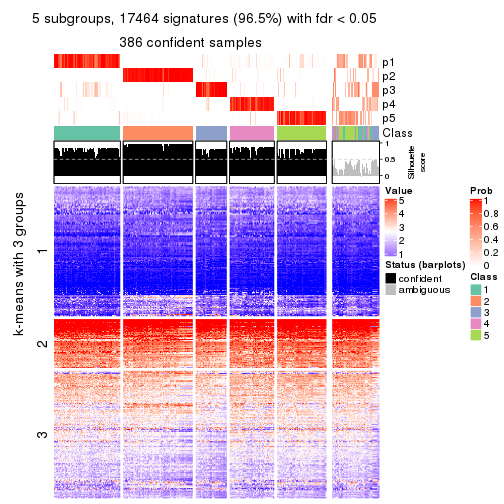 5 subgroups, 17464 signatures (96.5%) with fdr < 0.05
386 confident samples
p1
p2
p3
p4
p5
Class
1
0.5
0
Silhouette
score
k-means with 3 groups
1
2
3
Value
5
4
3
2
1
Status (barplots)
confident
ambiguous
Prob
1
0.8
0.6
0.4
0.2
0
Class
1
2
3
4
5